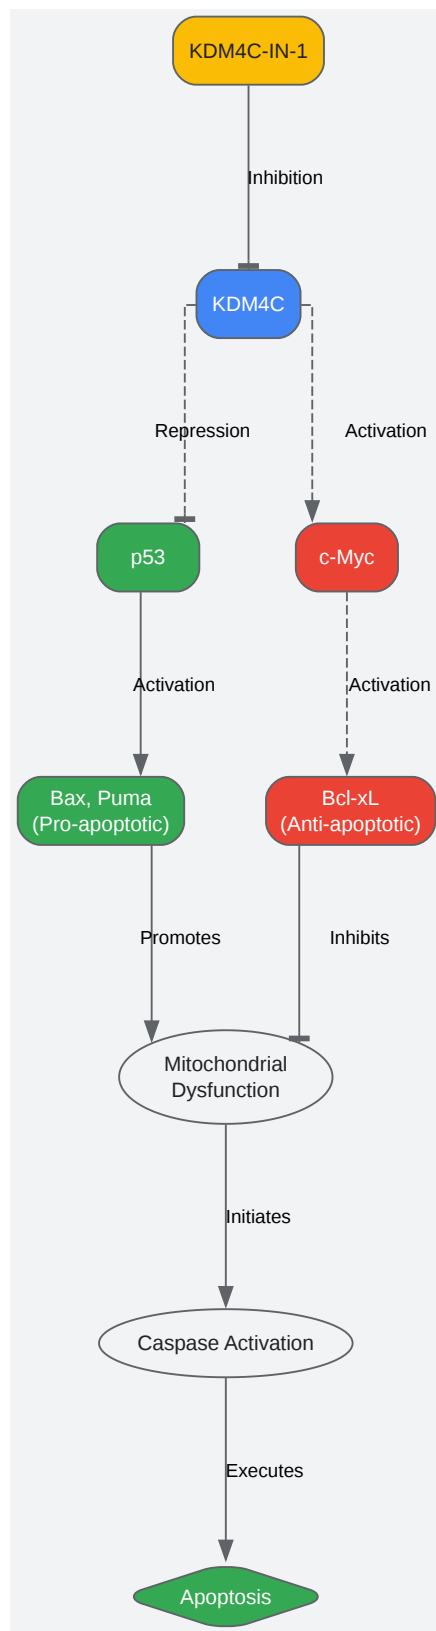 KDM4C-IN-1
Inhibition
KDM4C
Repression
Activation
p53
c-Myc
Activation
Activation
Bax, Puma
(Pro-apoptotic)
Bcl-xL
(Anti-apoptotic)
Promotes
Inhibits
Mitochondrial
Dysfunction
Initiates
Caspase Activation
Executes
Apoptosis